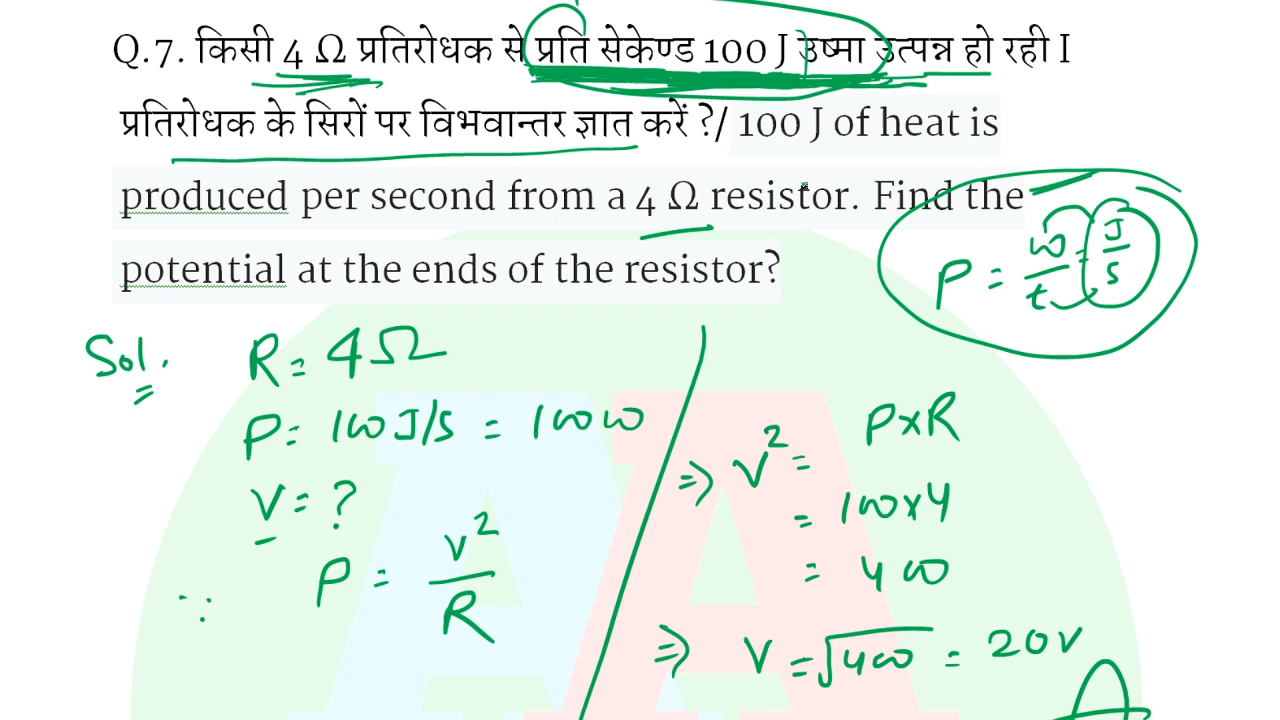 Q.7. किसी 4 Ω प्रतिरोधक से प्रति सेकेण्ड 100 J उष्मा उत्पन्न हो रही I
प्रतिरोधक के सिरों पर विभवान्तर ज्ञात करें ?/ 100 J of heat is
produced per second from a 4 Ω resistor. Find the
potential at the ends of the resistor?
P = w/t = J/s
Sol. R = 4Ω
P = 100 J/s = 100 W
V = ?
∵ P = V²/R
⇒ V² = P×R
= 100×4
= 400
⇒ V = √400 = 20V